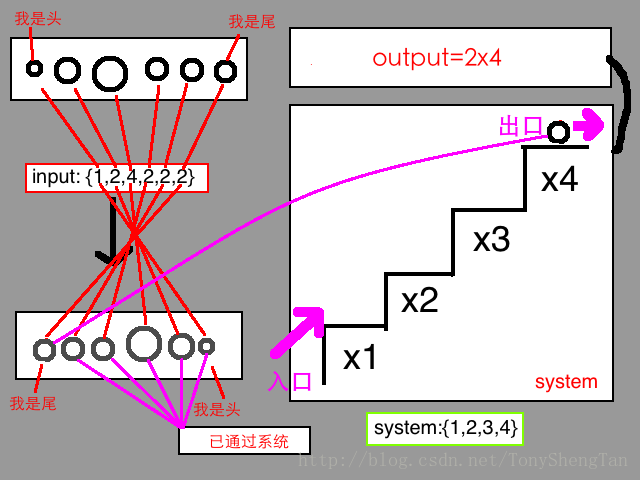 我是头
我是尾
output=2x4
出口
input: {1,2,4,2,2,2}
x4
x3
x2
x1
入口
system
我是尾
我是头
已通过系统
system:{1,2,3,4}
http://blog.csdn.net/TonyShengTan